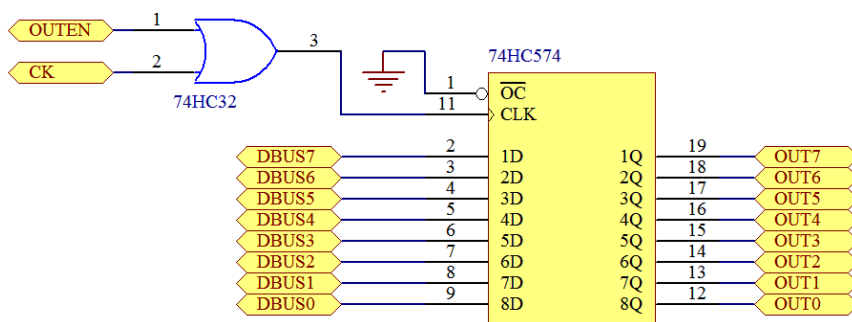 OUTEN 1
3 74HC574
CK 2
1 OC
74HC32
11 CLK
DBUS7 2 1D 1Q 19 OUT7
DBUS6 3 2D 2Q 18 OUT6
DBUS5 4 3D 3Q 17 OUT5
DBUS4 5 4D 4Q 16 OUT4
DBUS3 6 5D 5Q 15 OUT3
DBUS2 7 6D 6Q 14 OUT2
DBUS1 8 7D 7Q 13 OUT1
DBUS0 9 8D 8Q 12 OUT0